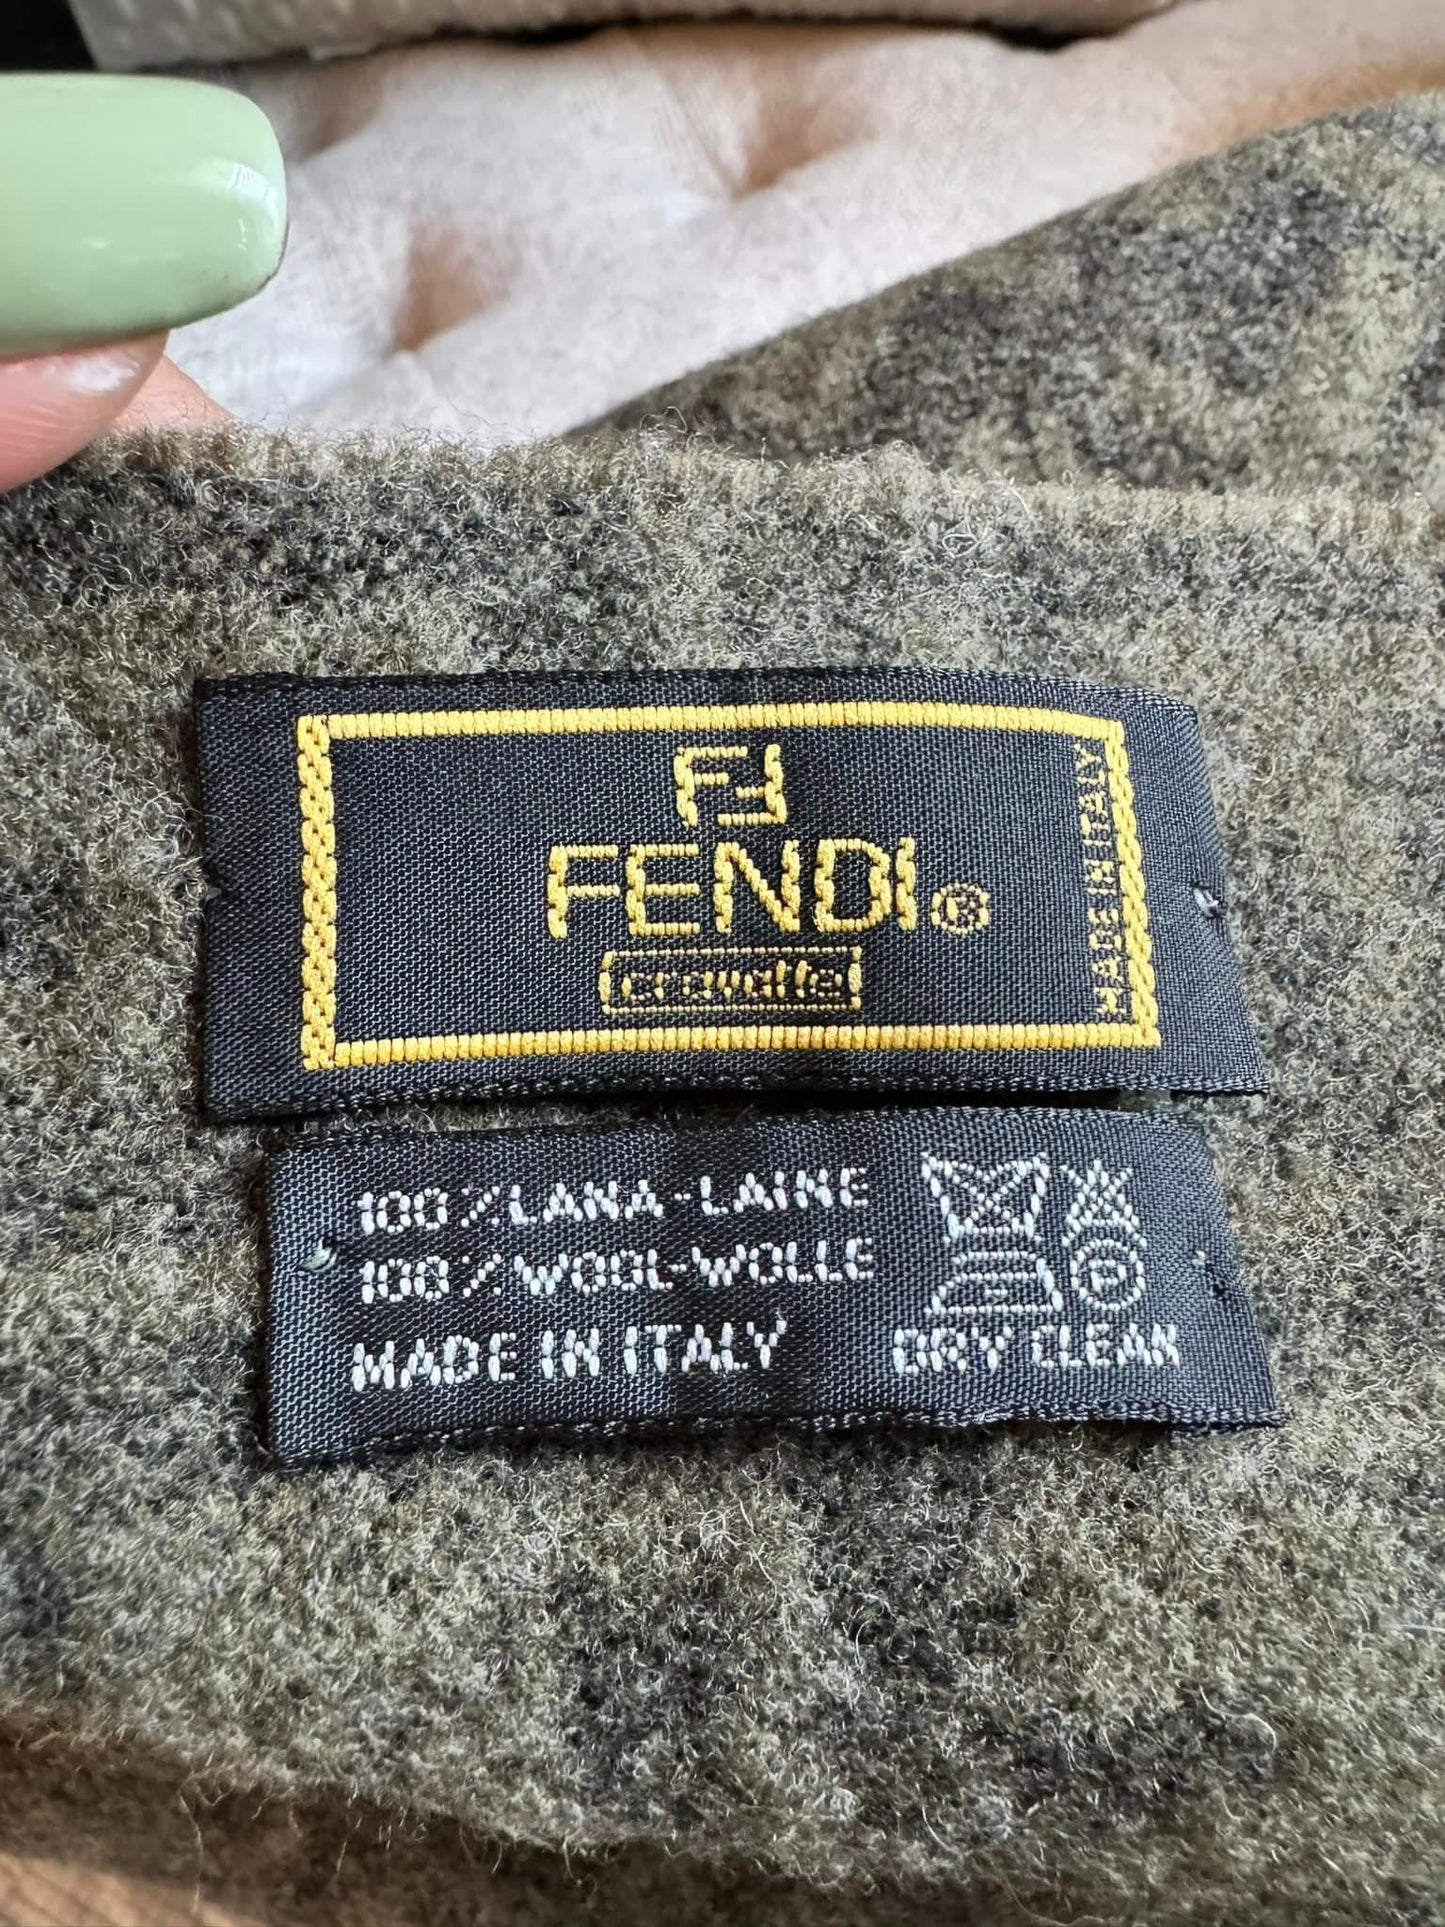 FF
FENDI®
cravatte
MADE IN ITALY
100% LANA - LAINE
100% WOOL-WOLLE
MADE IN ITALY
P
DRY CLEAN